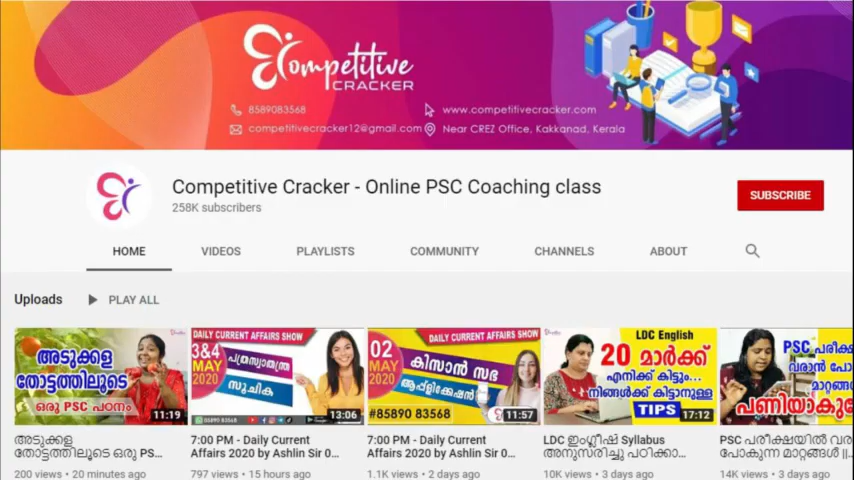 Competitive
CRACKER
8589083568
www.competitivecracker.com
competitivecracker12@gmail.com
Near CREZ Office, Kakkanad, Kerala
Competitive Cracker - Online PSC Coaching class
258K subscribers
SUBSCRIBE
HOME
VIDEOS
PLAYLISTS
COMMUNITY
CHANNELS
ABOUT
Uploads
PLAY ALL
അടുക്കള
തോട്ടത്തിലൂടെ
ഒരു PSC പഠനം
11:19
DAILY CURRENT AFFAIRS SHOW
3&4
MAY
2020
പത്രസ്വാതന്ത്ര്യ
സൂചിക
13:06
DAILY CURRENT AFFAIRS SHOW
02
MAY
2020
കിസാൻ സഭ
ആപ്ളിക്കേഷൻ
#85890 83568
11:57
LDC English
20 മാർക്ക്
എനിക്ക് കിട്ടും...
നിങ്ങൾക്ക് കിട്ടാനുള്ള
TIPS
17:12
PSC പരീക്ഷ
വരാൻ പോ
മാറ്റങ്ങൾ
പണിയാകു
അടുക്കള
തോട്ടത്തിലൂടെ ഒരു PS...
200 views • 20 minutes ago
7:00 PM - Daily Current
Affairs 2020 by Ashlin Sir 0...
797 views • 15 hours ago
7:00 PM - Daily Current
Affairs 2020 by Ashlin Sir 0...
1.1K views • 2 days ago
LDC ഇംഗ്ലീഷ് Syllabus
അനുസരിച്ചു പഠിക്കാ...
10K views • 3 days ago
PSC പരീക്ഷയിൽ വര
പോകുന്ന മാറ്റങ്ങൾ ||
14K views • 3 days ago